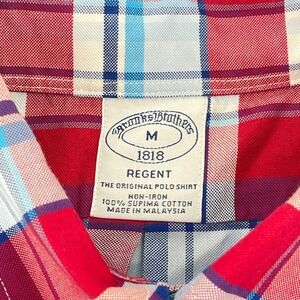 Brooks Brothers
M
1818
REGENT
THE ORIGINAL POLO SHIRT
NON-IRON
100% SUPIMA COTTON
MADE IN MALAYSIA